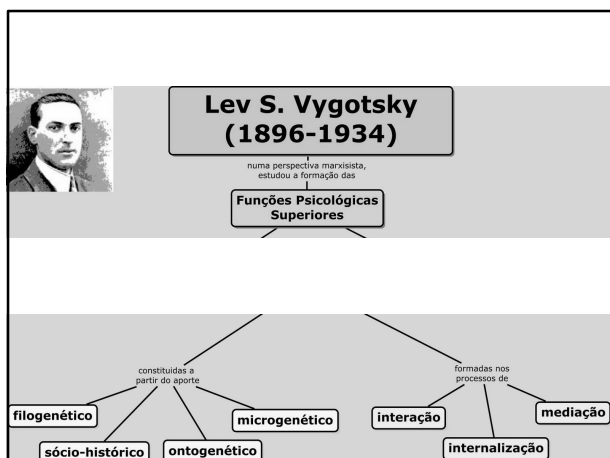 Lev S. Vygotsky
(1896-1934)
numa perspectiva marxisista,
estudou a formação das
Funções Psicológicas
Superiores
constituidas a
partir do aporte
formadas nos
processos de
filogenético
microgenético
interação
mediação
sócio-histórico
ontogenético
internalização